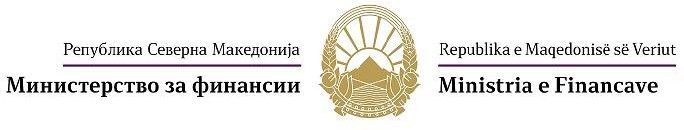 Република Северна Македонија
Министерство за финансии
Republika e Maqedonisë së Veriut
Ministria e Financave